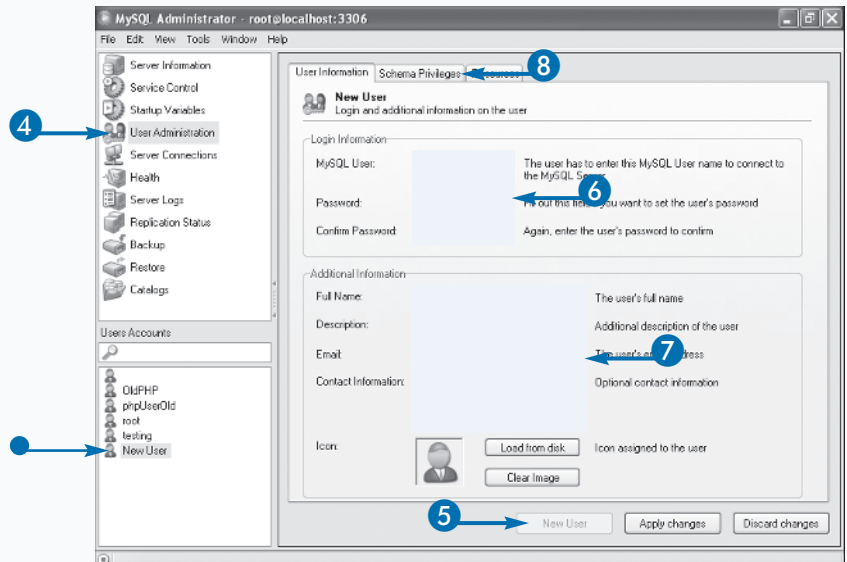 MySQL Administrator - root@localhost:3306
File Edit View Tools Window Help
Server Information
Service Control
Startup Variables
User Administration
Server Connections
Health
Server Logs
Replication Status
Backup
Restore
Catalogs
Users Accounts
OldPHP
phpUserOld
root
testing
New User
4
User Information Schema Privileges Resources
8
New User
Login and additional information on the user
Login Information
MySQL User:
The user has to enter this MySQL User name to connect to
the MySQL
6
Password:
out this you want to set the user's password
Confirm Password:
Again, enter the user's password to confirm
Additional Information
Full Name:
The user's full name
Description:
Additional description of the user
Email:
The user's
7
Contact Information:
Optional contact information
Icon:
Load from disk
Icon assigned to the user
Clear Image
5
New User Apply changes Discard changes